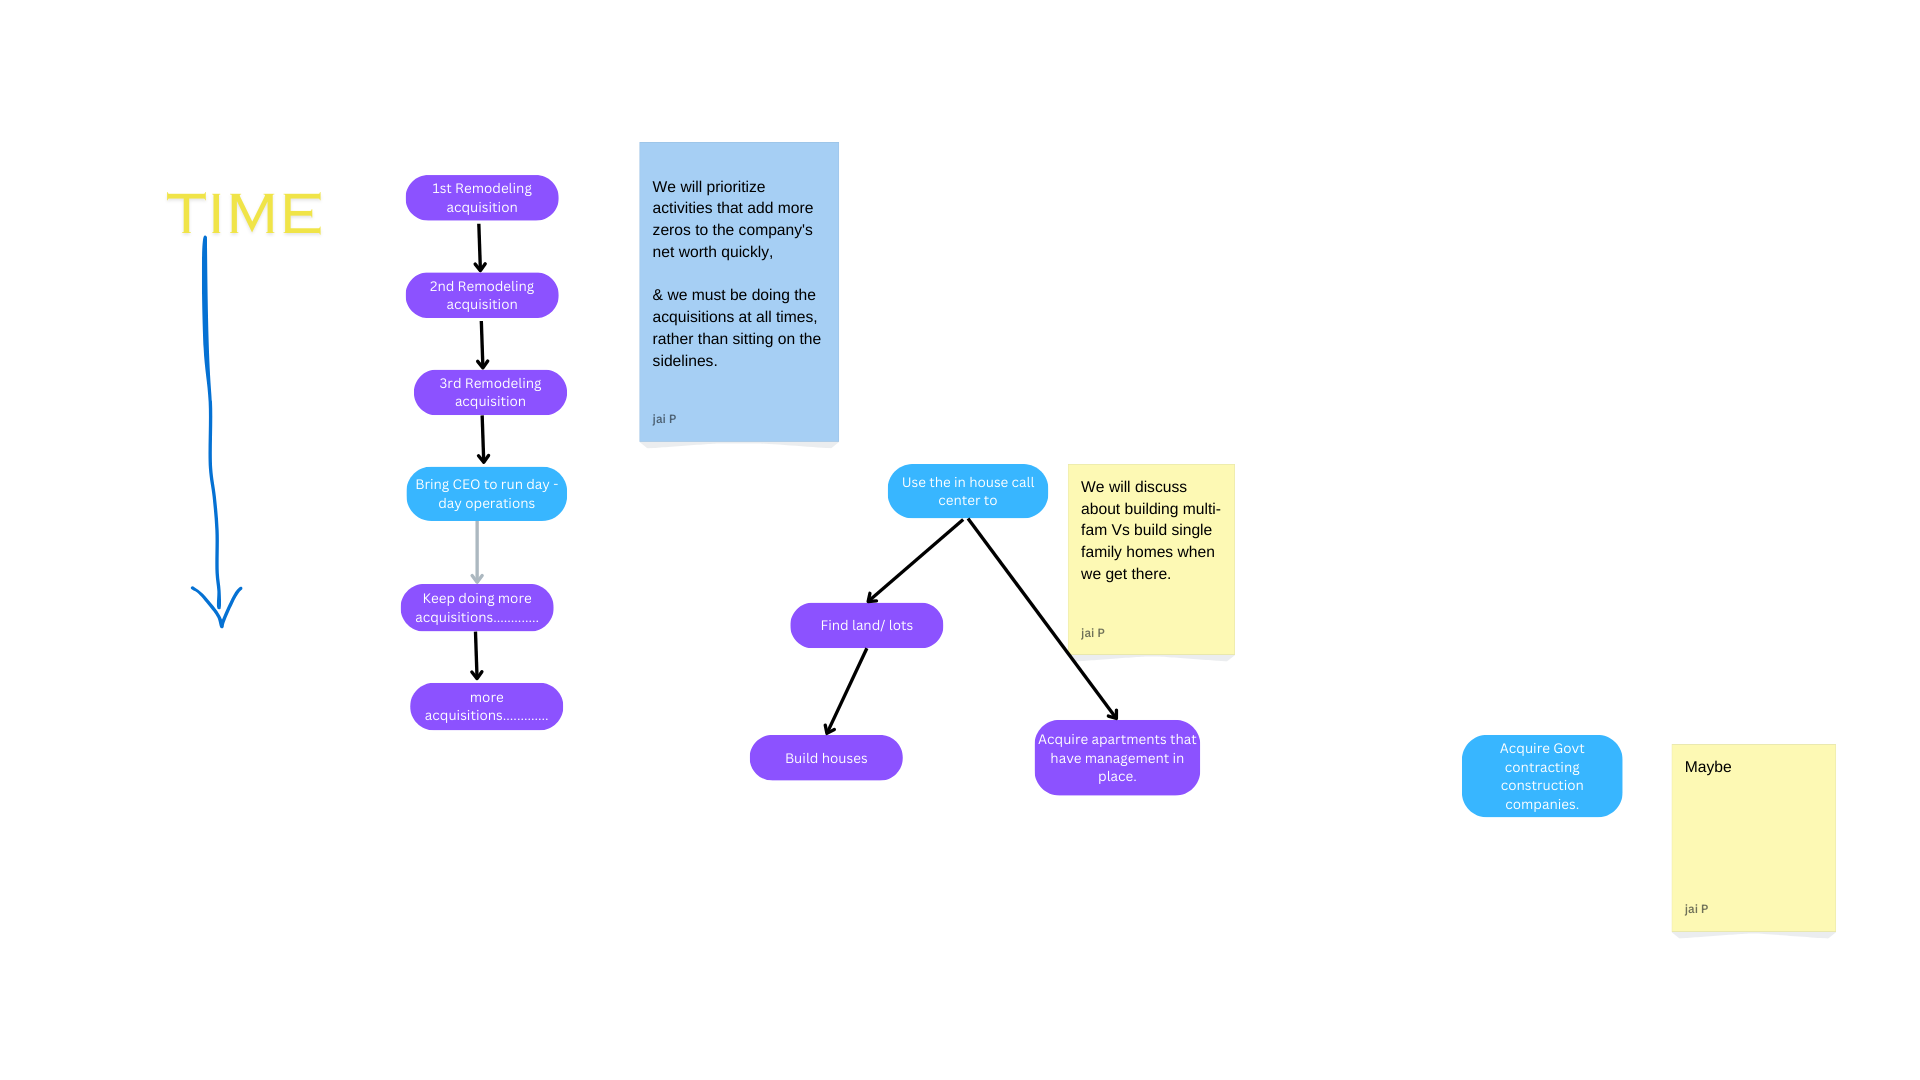 TIME
1st Remodeling
acquisition
2nd Remodeling
acquisition
3rd Remodeling
acquisition
Bring CEO to run day -
day operations
Keep doing more
acquisitions.............
more
acquisitions.............
We will prioritize
activities that add more
zeros to the company's
net worth quickly,
& we must be doing the
acquisitions at all times,
rather than sitting on the
sidelines.
jai P
Use the in house call
center to
We will discuss
about building multi-
fam Vs build single
family homes when
we get there.
jai P
Find land/ lots
Build houses
Acquire apartments that
have management in
place.
Acquire Govt
contracting
construction
companies.
Maybe
jai P